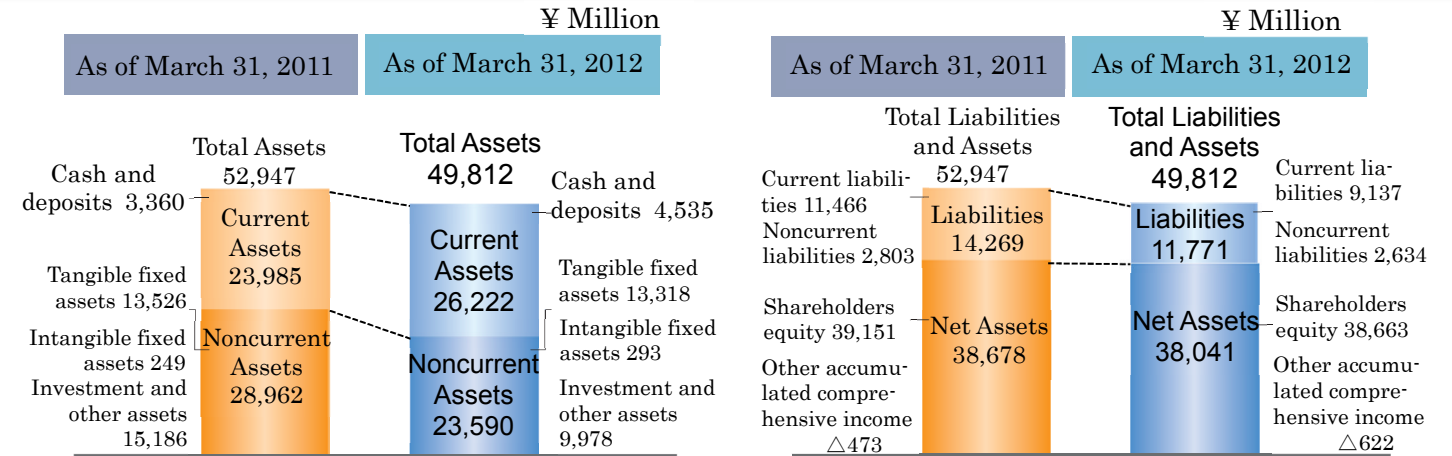 ¥ Million
As of March 31, 2011
As of March 31, 2012
Total Assets
52,947
Cash and
deposits 3,360
Current
Assets
23,985
Tangible fixed
assets 13,526
Intangible fixed
assets 249
Investment and
other assets
15,186
Noncurrent
Assets
28,962
Total Assets
49,812
Cash and
deposits 4,535
Current
Assets
26,222
Tangible fixed
assets 13,318
Intangible fixed
assets 293
Investment and
other assets
9,978
Noncurrent
Assets
23,590
¥ Million
As of March 31, 2011
As of March 31, 2012
Total Liabilities
and Assets
52,947
Current liabili-
ties 11,466
Noncurrent
liabilities 2,803
Liabilities
14,269
Shareholders
equity 39,151
Other accumu-
lated compre-
hensive income
△473
Net Assets
38,678
Total Liabilities
and Assets
49,812
Current lia-
bilities 9,137
Noncurrent
liabilities 2,634
Liabilities
11,771
Shareholders
equity 38,663
Other accumu-
lated compre-
hensive income
△622
Net Assets
38,041